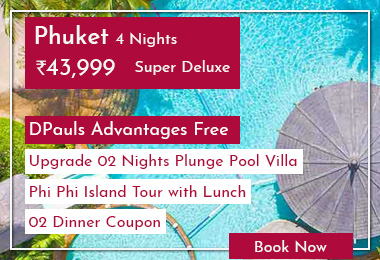 Phuket 4 Nights
₹43,999 Super Deluxe
DPauls Advantages Free
Upgrade 02 Nights Plunge Pool Villa
Phi Phi Island Tour with Lunch
02 Dinner Coupon
Book Now